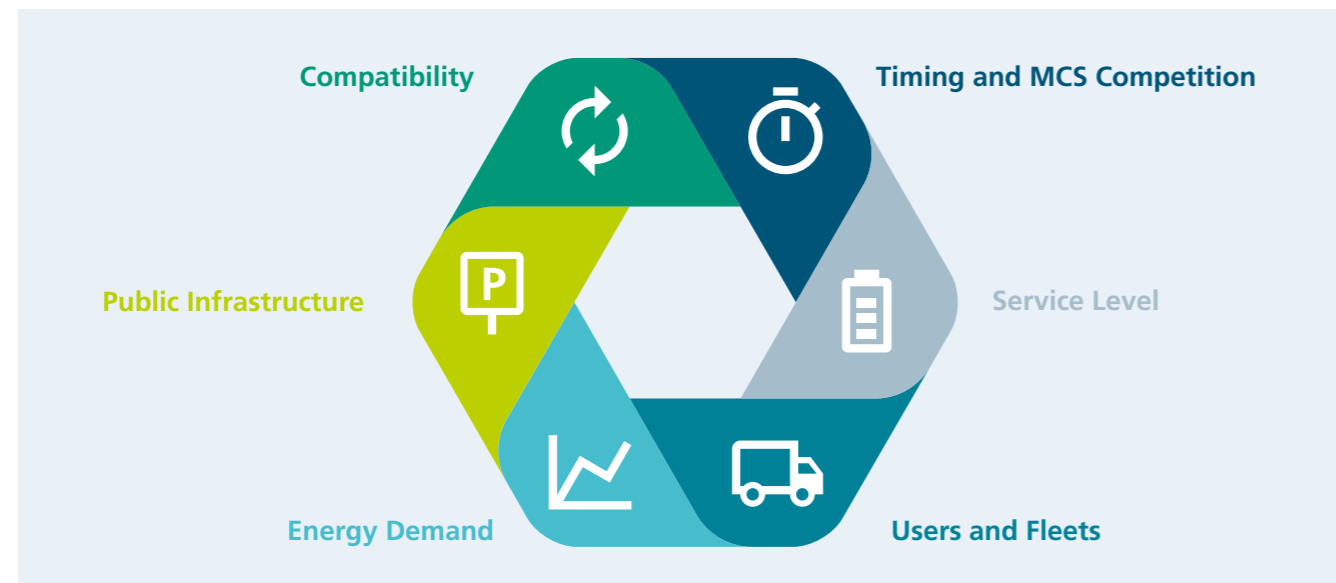 Compatibility
Timing and MCS Competition
P
Public Infrastructure
Service Level
Energy Demand
Users and Fleets